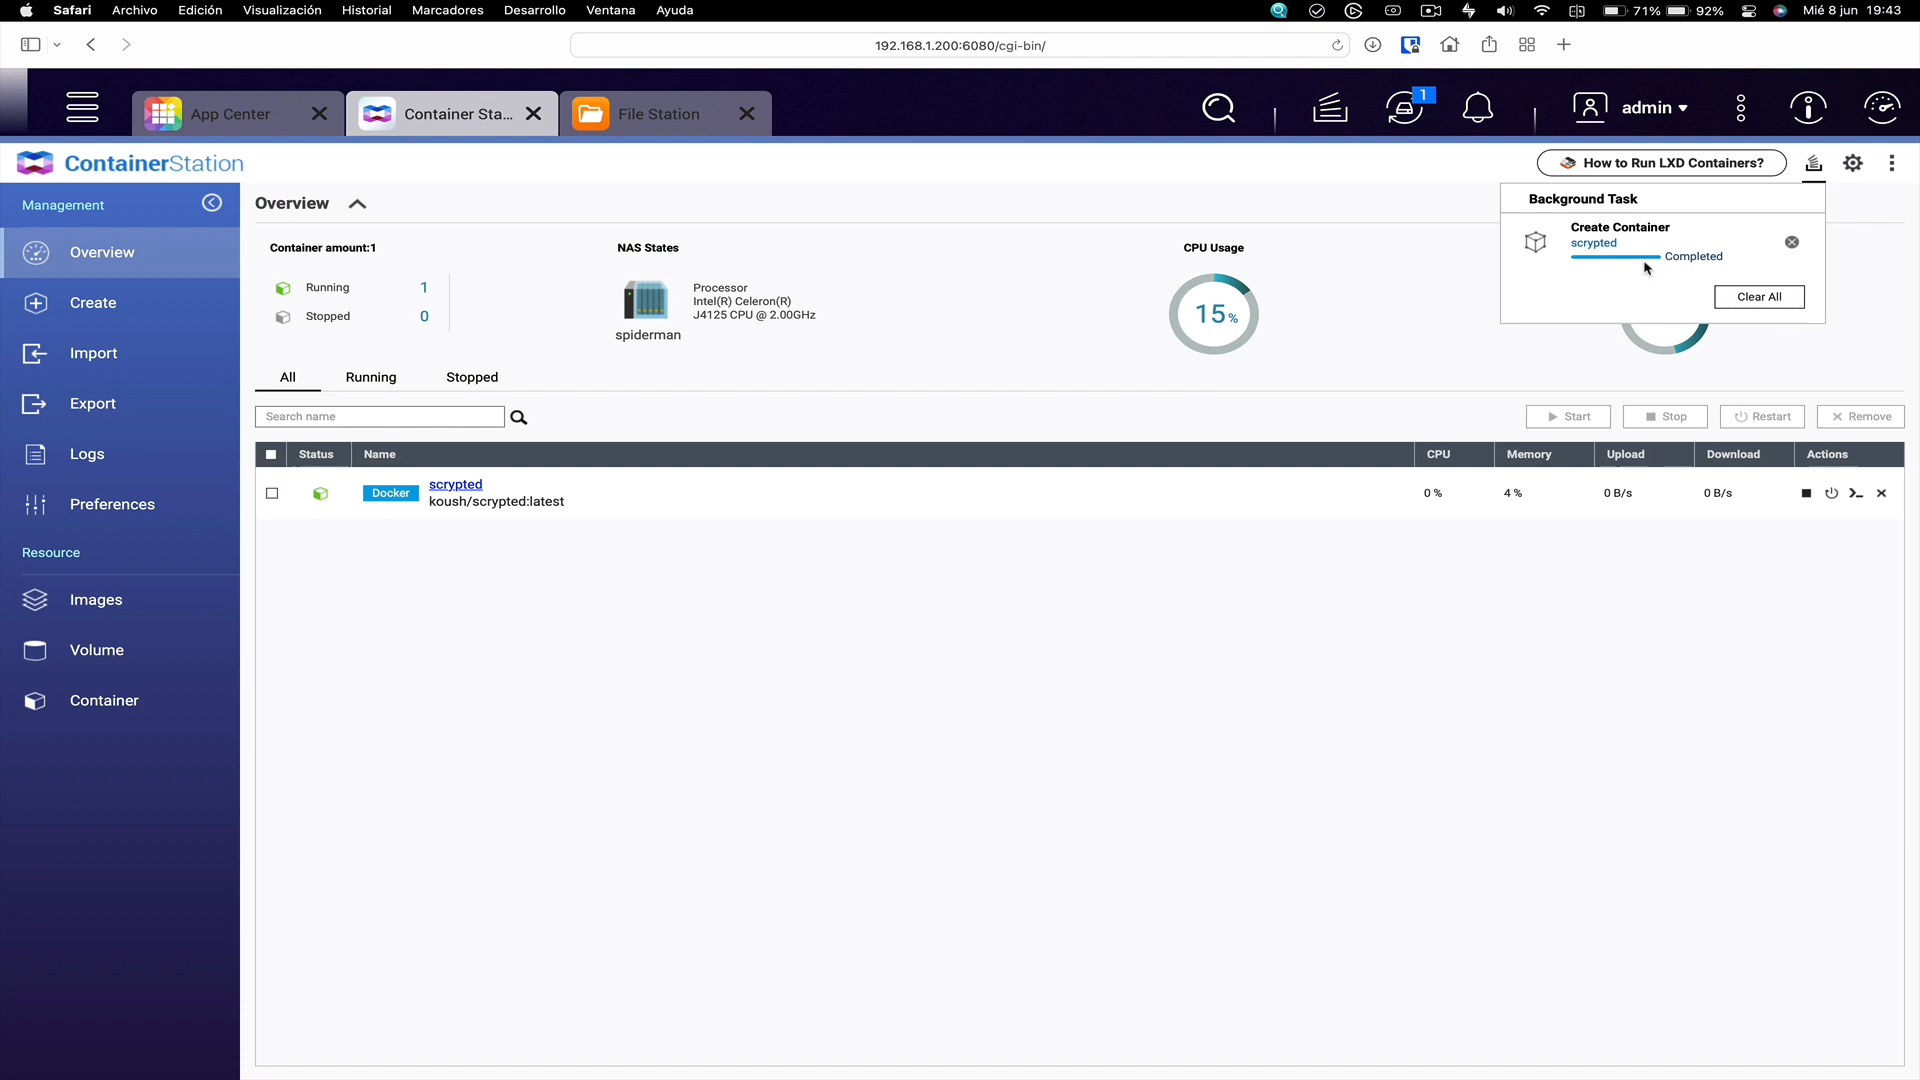 Safari Archivo Edición Visualización Historial Marcadores Desarrollo Ventana Ayuda 71% 92% Mié 8 jun 19:43
192.168.1.200:6080/cgi-bin/
App Center Container Sta... File Station 1 admin
ContainerStation How to Run LXD Containers?
Management
Overview
Create
Import
Export
Logs
Preferences
Resource
Images
Volume
Container
Overview
Container amount:1
Running 1
Stopped 0
NAS States
spiderman
Processor
Intel(R) Celeron(R)
J4125 CPU @ 2.00GHz
CPU Usage
15 %
Background Task
Create Container
scrypted
Completed
Clear All
All Running Stopped
Search name
Start Stop Restart Remove
Status Name CPU Memory Upload Download Actions
Docker scrypted 0 % 4 % 0 B/s 0 B/s
koush/scrypted:latest